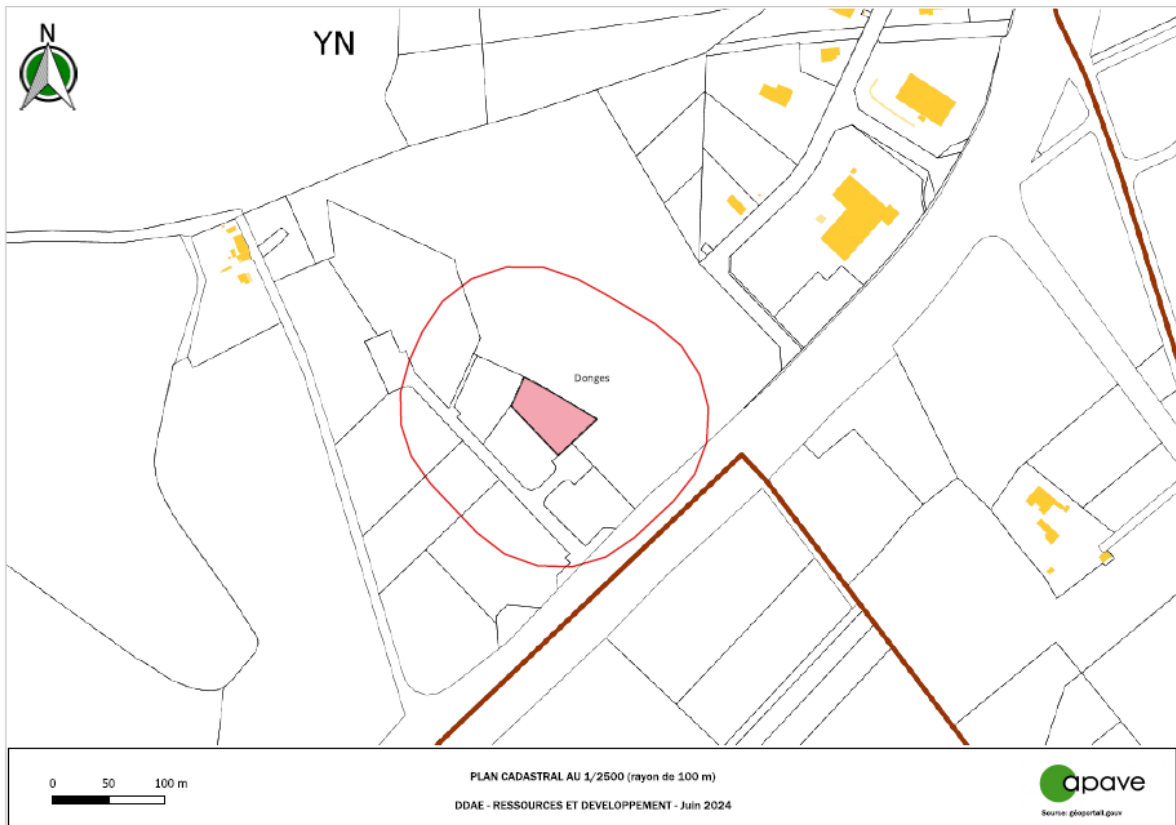 N
YN
Donges
0 50 100 m
PLAN CADASTRAL AU 1/2500 (rayon de 100 m)
DDAE - RESSOURCES ET DEVELOPPEMENT - Juin 2024
apave
Source: géoportail.gouv